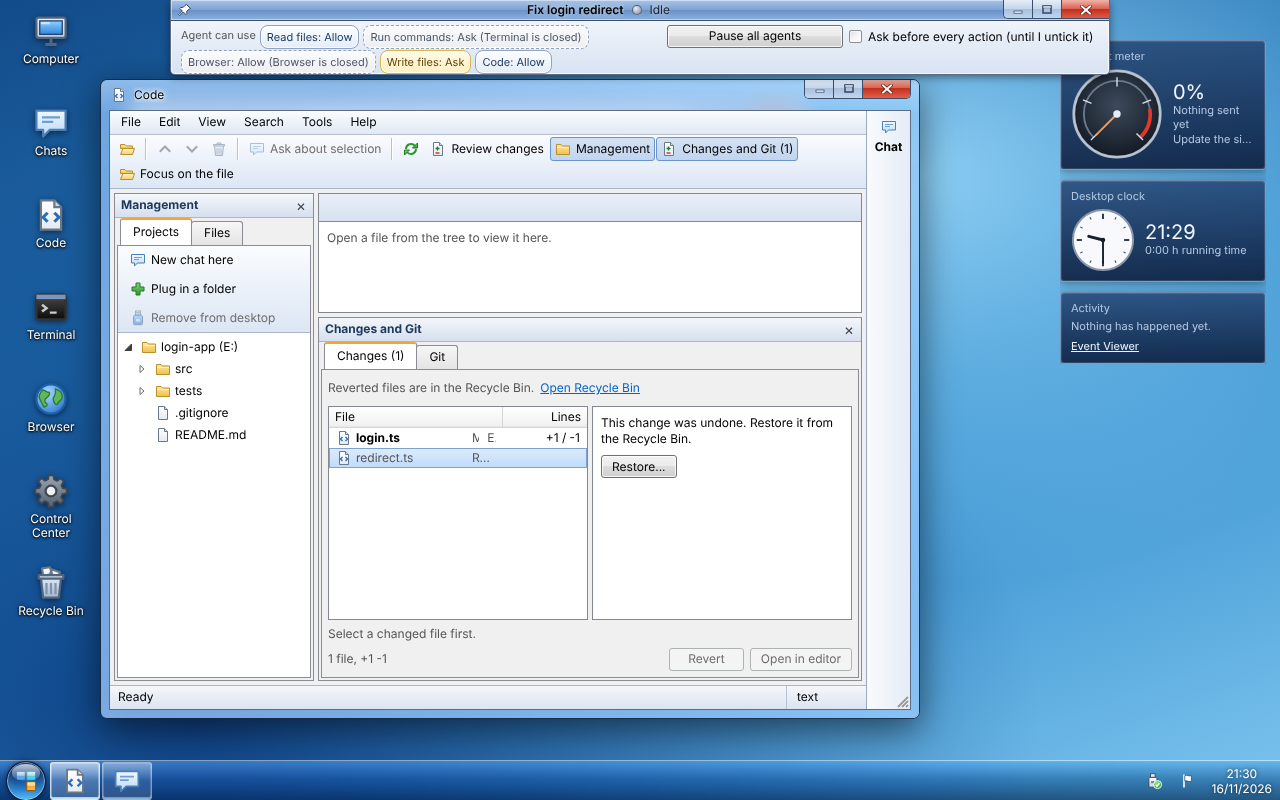 Fix login redirect Idle
Agent can use Read files: Allow Run commands: Ask (Terminal is closed)
Browser: Allow (Browser is closed) Write files: Ask Code: Allow
Pause all agents
Ask before every action (until I untick it)
Computer
Chats
Code
Terminal
Browser
Control
Center
Recycle Bin
Code
File Edit View Search Tools Help
Ask about selection Review changes Management Changes and Git (1)
Focus on the file
Chat
Management
Projects Files
New chat here
Plug in a folder
Remove from desktop
login-app (E:)
src
tests
.gitignore
README.md
Open a file from the tree to view it here.
Changes and Git
Changes (1) Git
Reverted files are in the Recycle Bin. Open Recycle Bin
File Lines
login.ts M E +1 / -1
redirect.ts R...
This change was undone. Restore it from
the Recycle Bin.
Restore...
Select a changed file first.
1 file, +1 -1
Revert Open in editor
Ready text
meter
0%
Nothing sent
yet
Update the si...
Desktop clock
21:29
0:00 h running time
Activity
Nothing has happened yet.
Event Viewer
21:30
16/11/2026